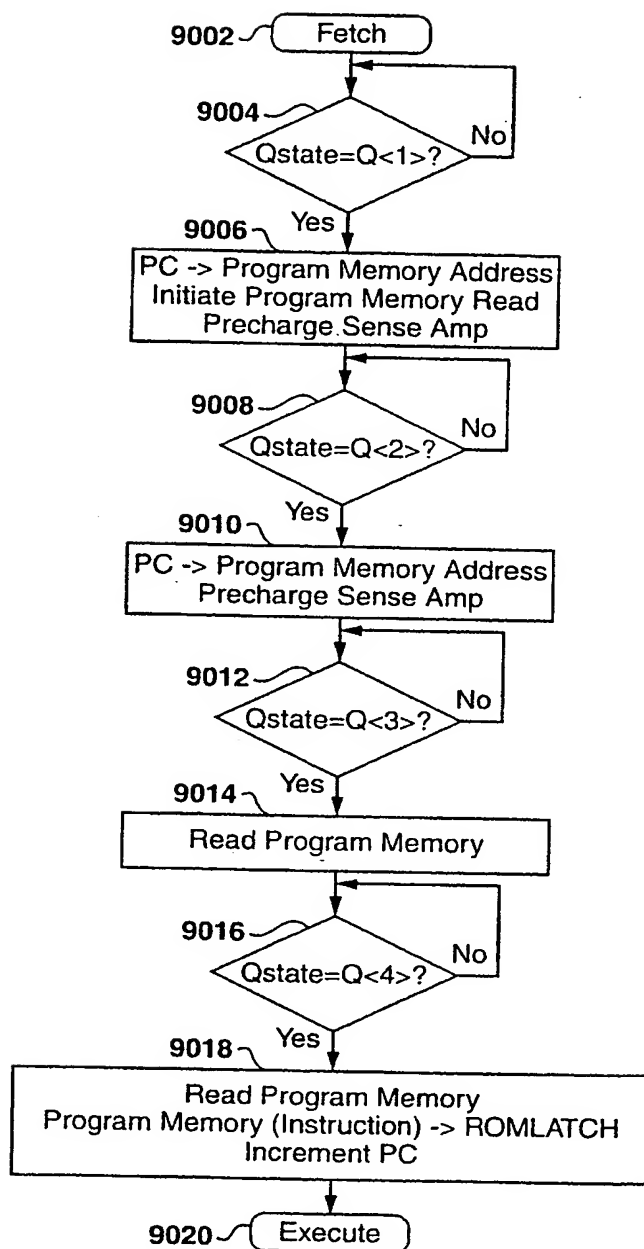 9002 Fetch
9004
Qstate=Q<1>?
No
Yes
9006
PC -> Program Memory Address
Initiate Program Memory Read
Precharge Sense Amp
9008
Qstate=Q<2>?
No
Yes
9010
PC -> Program Memory Address
Precharge Sense Amp
9012
Qstate=Q<3>?
No
Yes
9014
Read Program Memory
9016
Qstate=Q<4>?
No
Yes
9018
Read Program Memory
Program Memory (Instruction) -> ROMLATCH
Increment PC
9020 Execute